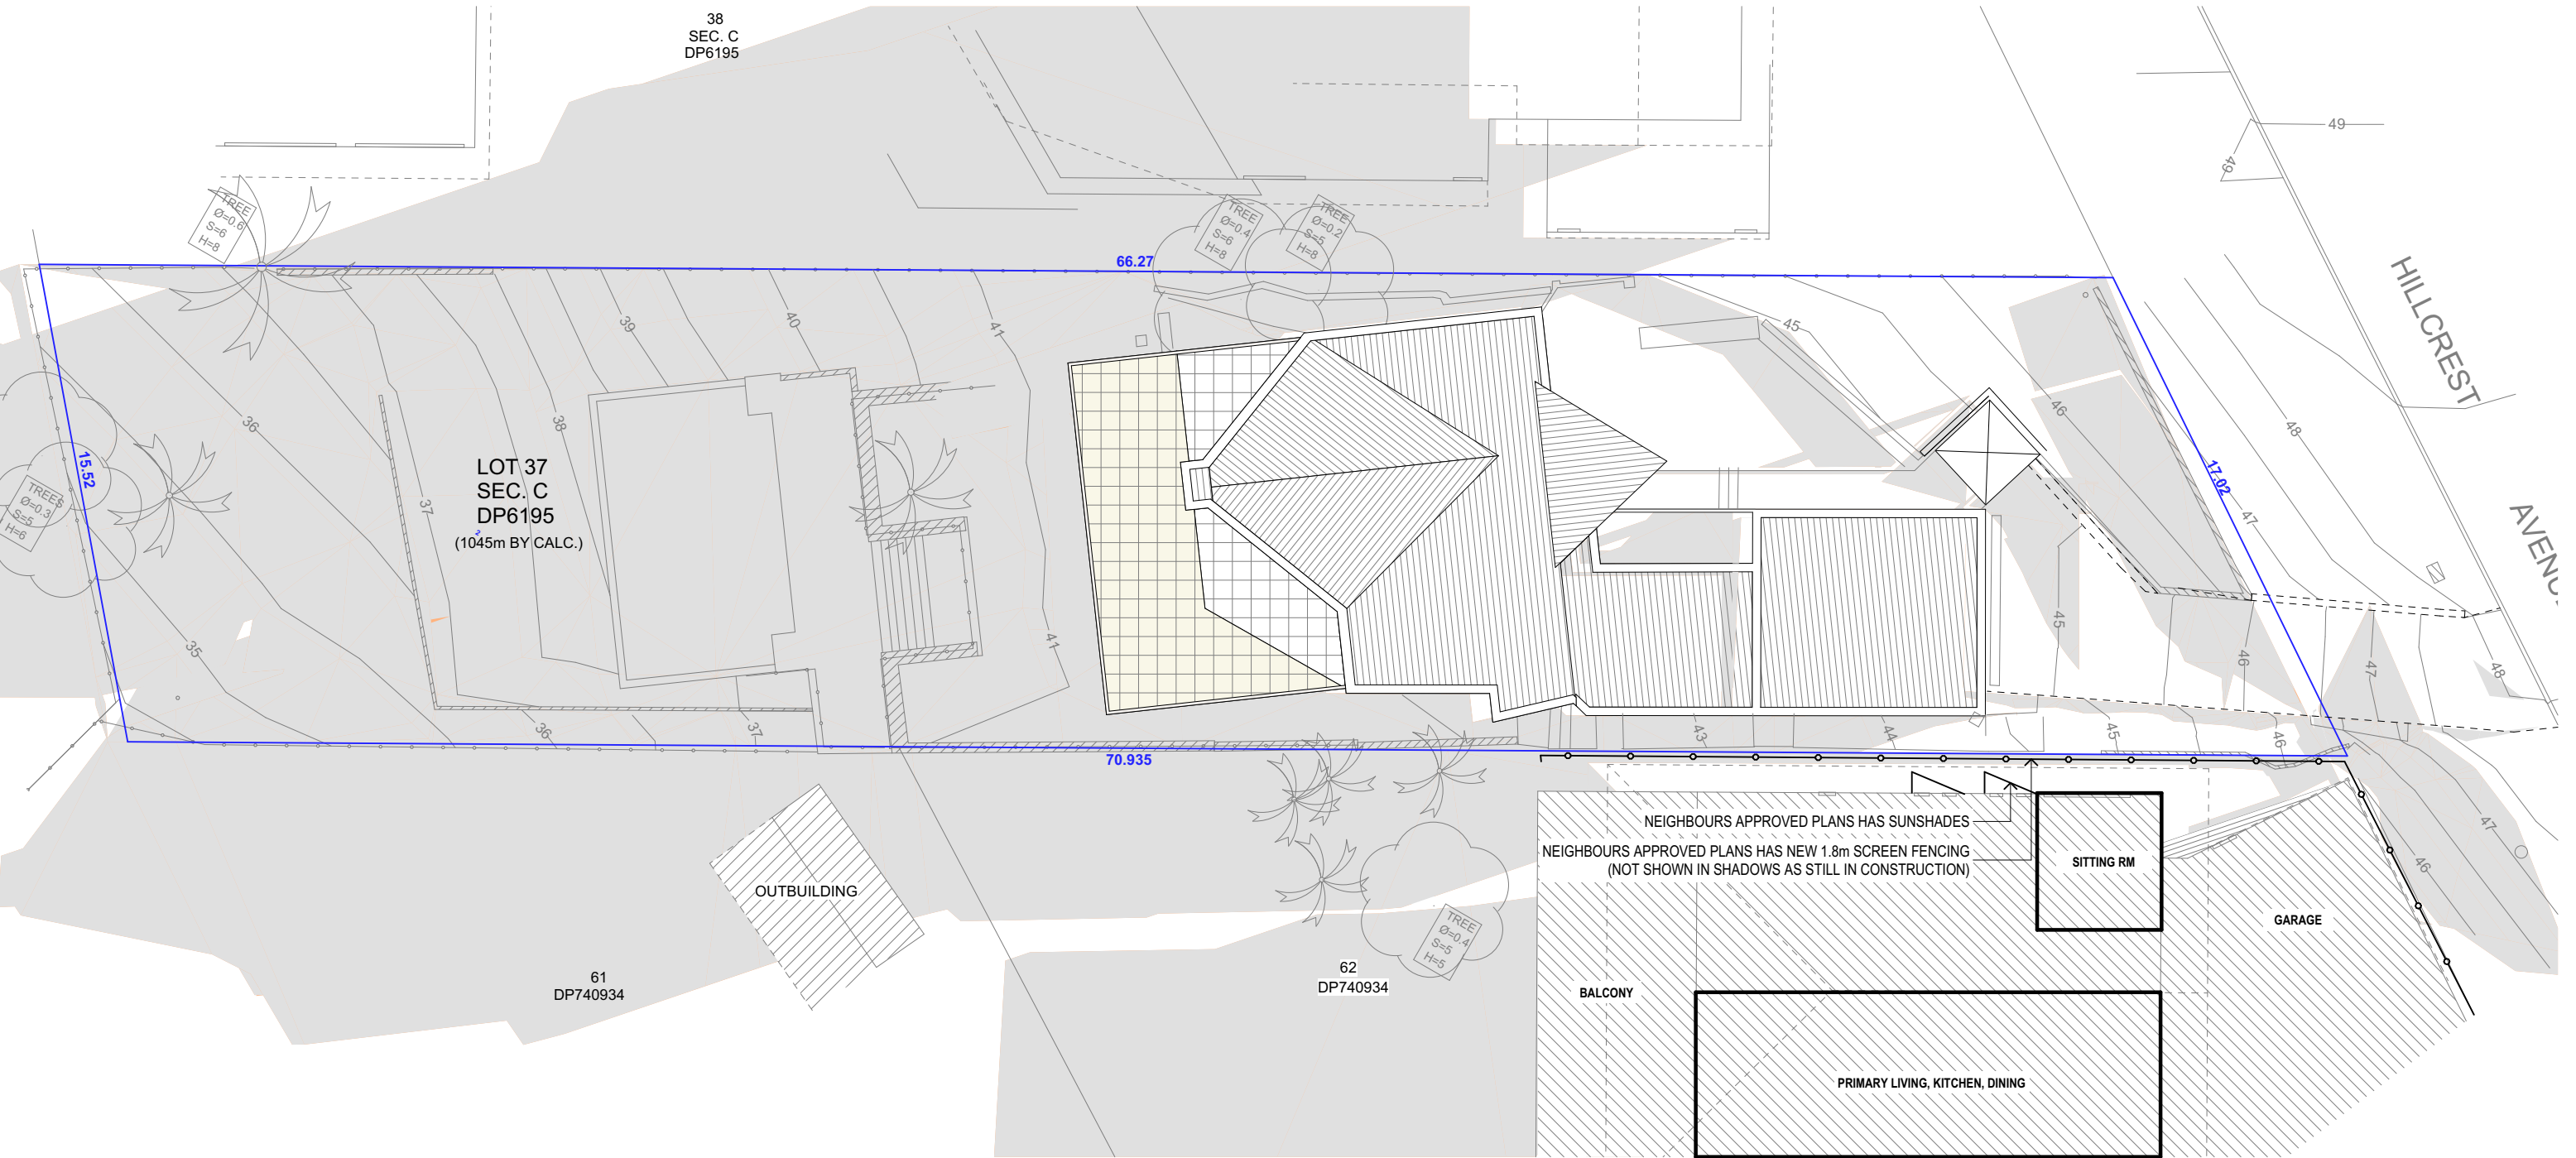 38
SEC. C
DP6195
49
49
HILLCREST
AVENU
TREE
Ø=0.6
S=6
H=8
TREE
Ø=0.4
S=6
H=8
TREE
Ø=0.2
S=5
H=8
66.27
39
40
41
45
46
48
36
38
37
15.52
17.02
47
TREES
Ø=0.3
S=5
H=6
LOT 37
SEC. C
DP6195
2
(1045m BY CALC.)
35
41
45
46
47
48
36
37
43
44
45
46
70.935
NEIGHBOURS APPROVED PLANS HAS SUNSHADES
NEIGHBOURS APPROVED PLANS HAS NEW 1.8m SCREEN FENCING
(NOT SHOWN IN SHADOWS AS STILL IN CONSTRUCTION)
SITTING RM
47
46
OUTBUILDING
GARAGE
TREE
Ø=0.4
S=5
H=5
61
DP740934
62
DP740934
BALCONY
PRIMARY LIVING, KITCHEN, DINING